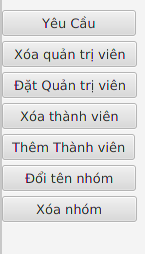 Yêu Cầu
Xóa quản trị viên
Đặt Quản trị viên
Xóa thành viên
Thêm Thành viên
Đổi tên nhóm
Xóa nhóm